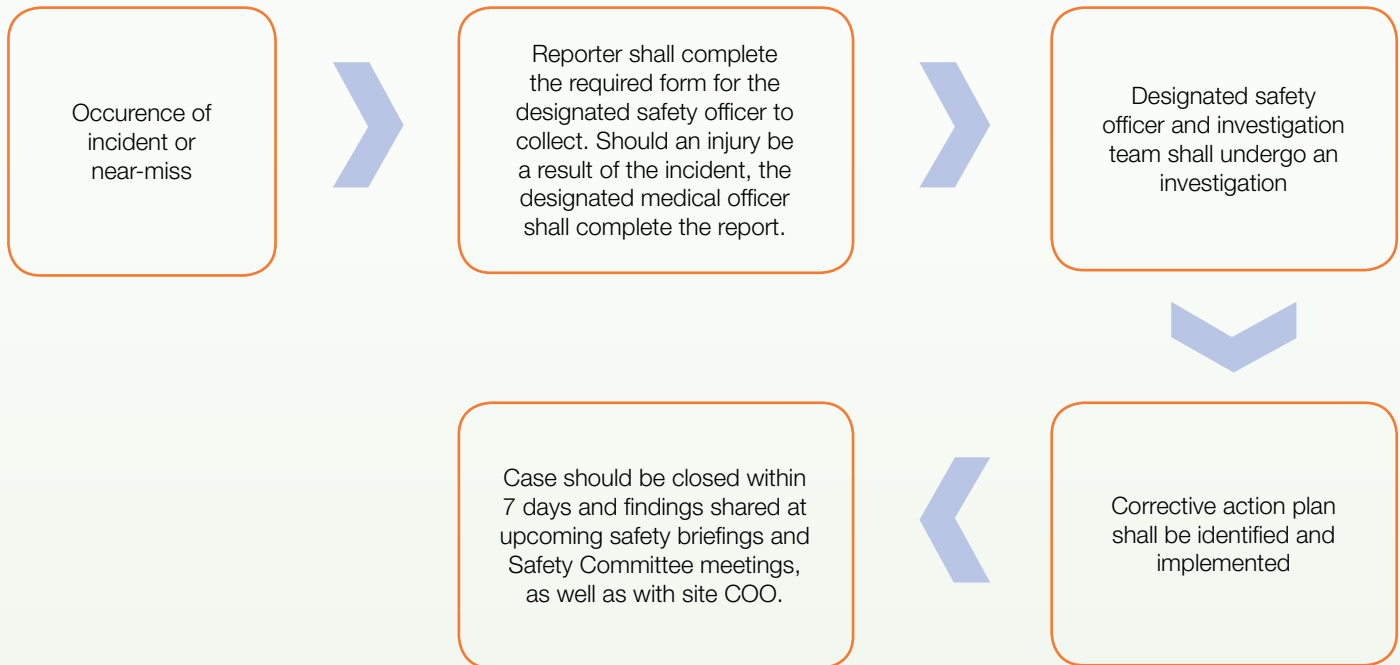 Occurence of
incident or
near-miss
Reporter shall complete
the required form for the
designated safety officer to
collect. Should an injury be
a result of the incident, the
designated medical officer
shall complete the report.
Designated safety
officer and investigation
team shall undergo an
investigation
Corrective action plan
shall be identified and
implemented
Case should be closed within
7 days and findings shared at
upcoming safety briefings and
Safety Committee meetings,
as well as with site COO.